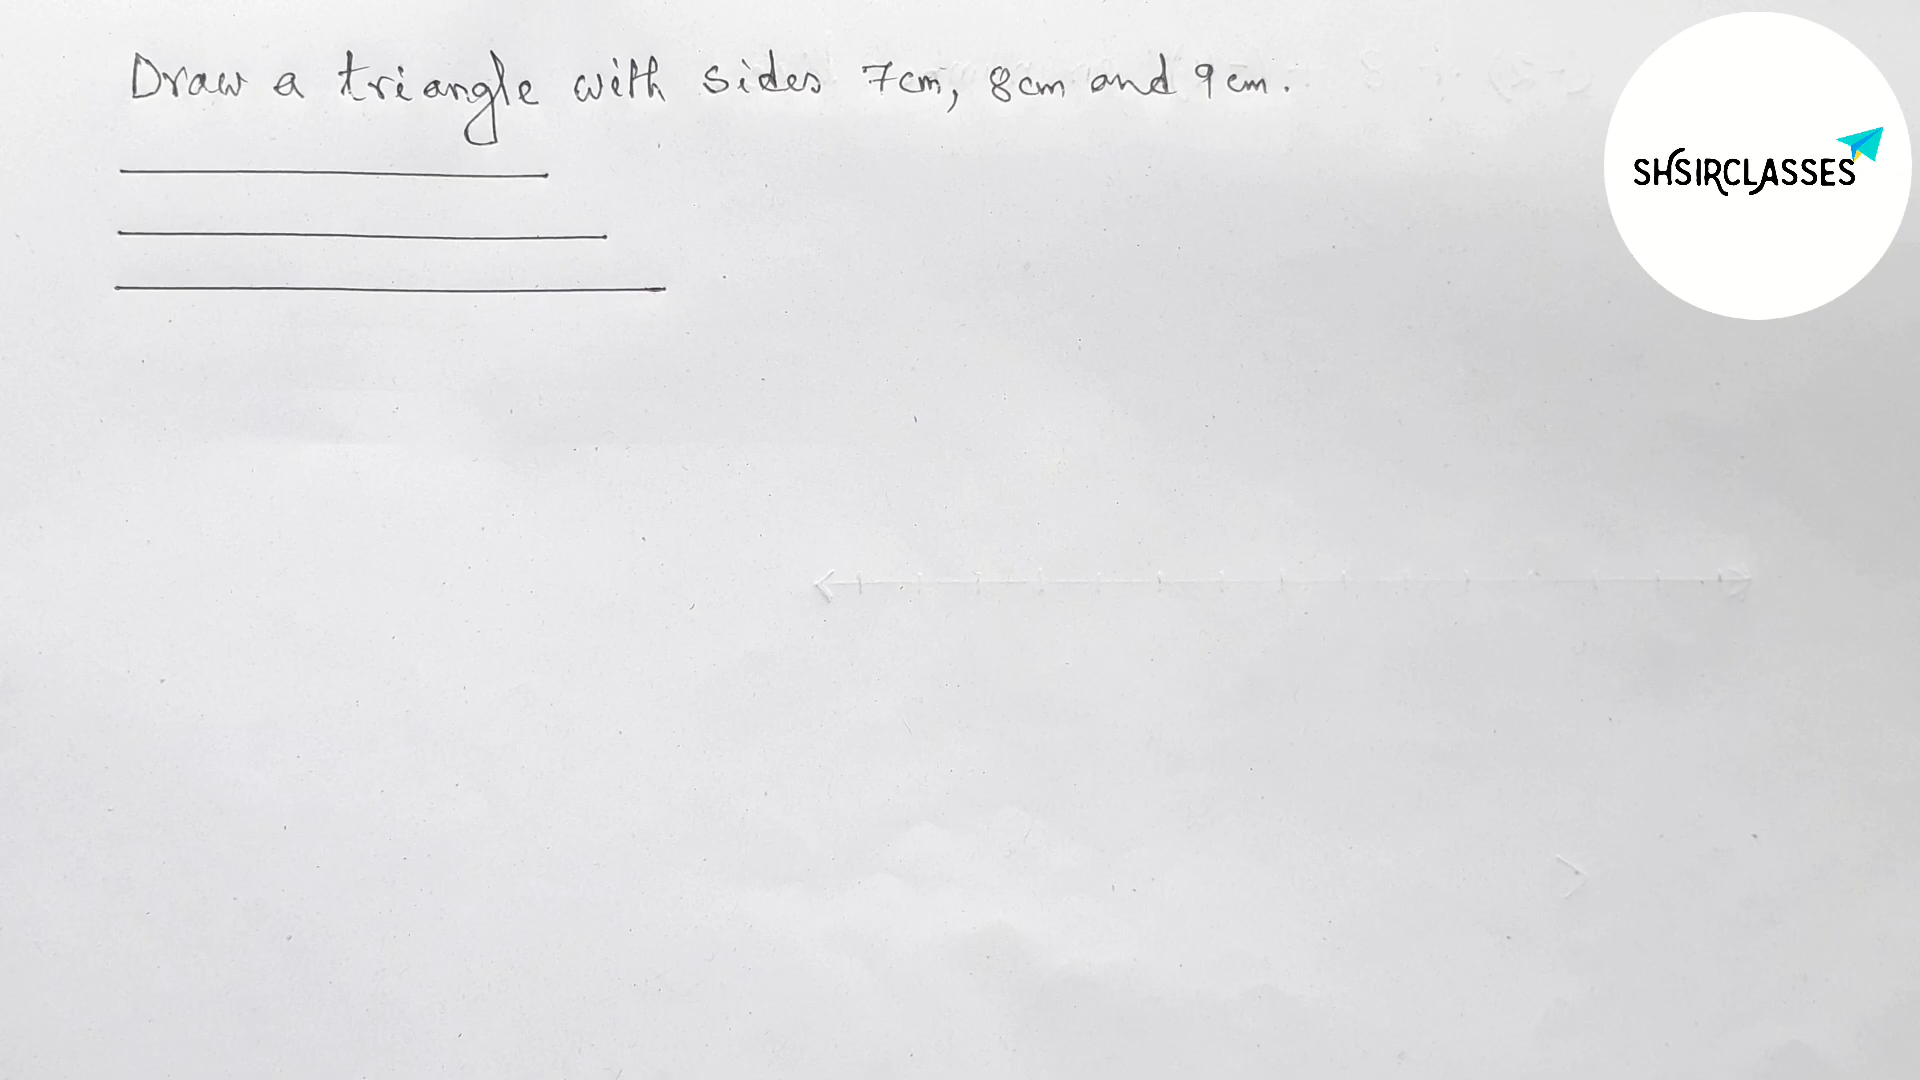 Draw a triangle with sides 7cm, 8cm and 9cm.
SHSIRCLASSES